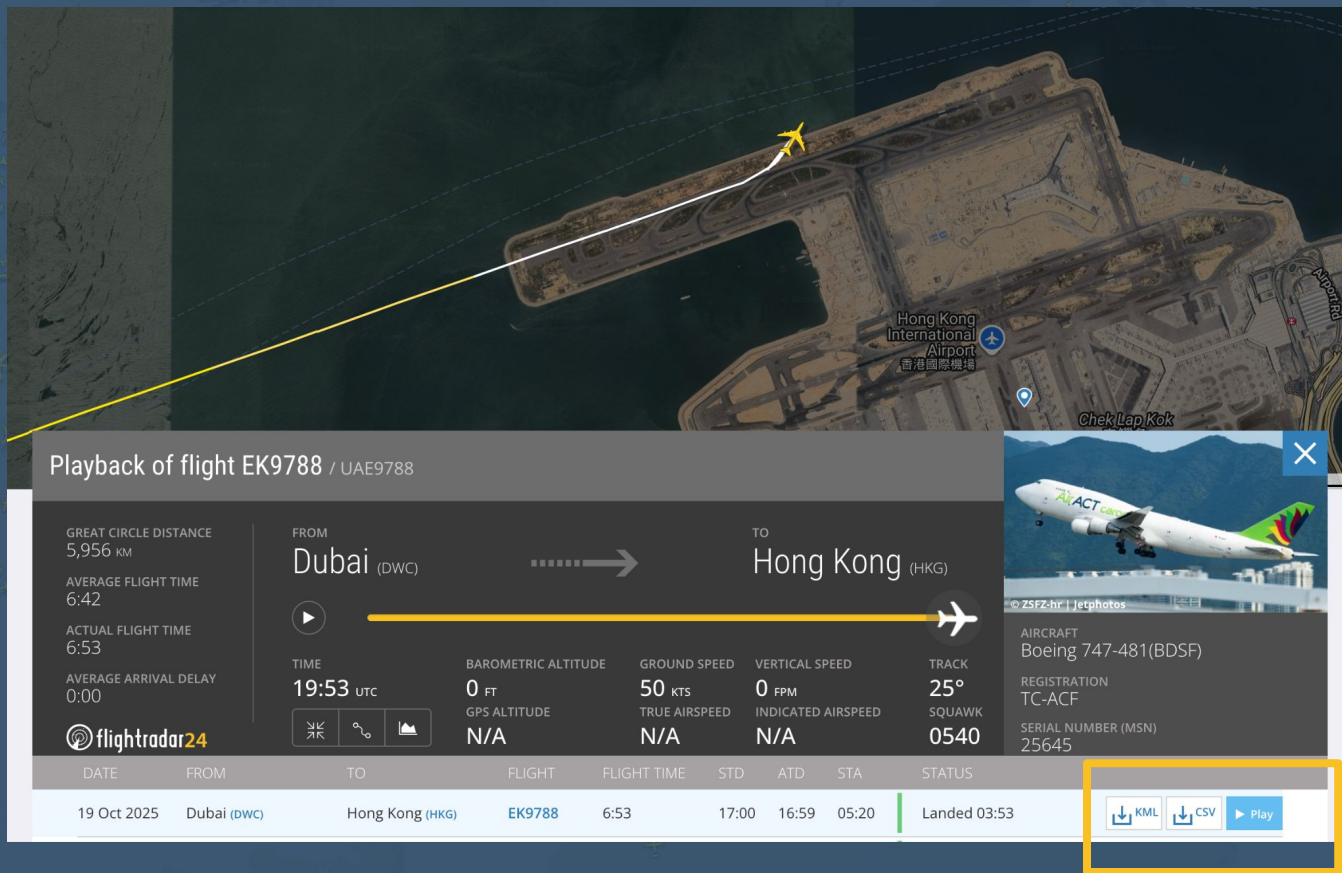 Airport Rd
Hong Kong
International
Airport
香港國際機場
Chek Lap Kok
Playback of flight EK9788 / UAE9788
GREAT CIRCLE DISTANCE
5,956 KM
AVERAGE FLIGHT TIME
6:42
ACTUAL FLIGHT TIME
6:53
AVERAGE ARRIVAL DELAY
0:00
flightradar24
FROM
Dubai (DWC)
TO
Hong Kong (HKG)
TIME
19:53 UTC
BAROMETRIC ALTITUDE
0 FT
GPS ALTITUDE
N/A
GROUND SPEED
50 KTS
TRUE AIRSPEED
N/A
VERTICAL SPEED
0 FPM
INDICATED AIRSPEED
N/A
TRACK
25°
SQUAWK
0540
AirACT cargo
© ZSFZ-hr | Jetphotos
AIRCRAFT
Boeing 747-481(BDSF)
REGISTRATION
TC-ACF
SERIAL NUMBER (MSN)
25645
DATE FROM TO FLIGHT FLIGHT TIME STD ATD STA STATUS
19 Oct 2025 Dubai (DWC) Hong Kong (HKG) EK9788 6:53 17:00 16:59 05:20 Landed 03:53 KML CSV Play